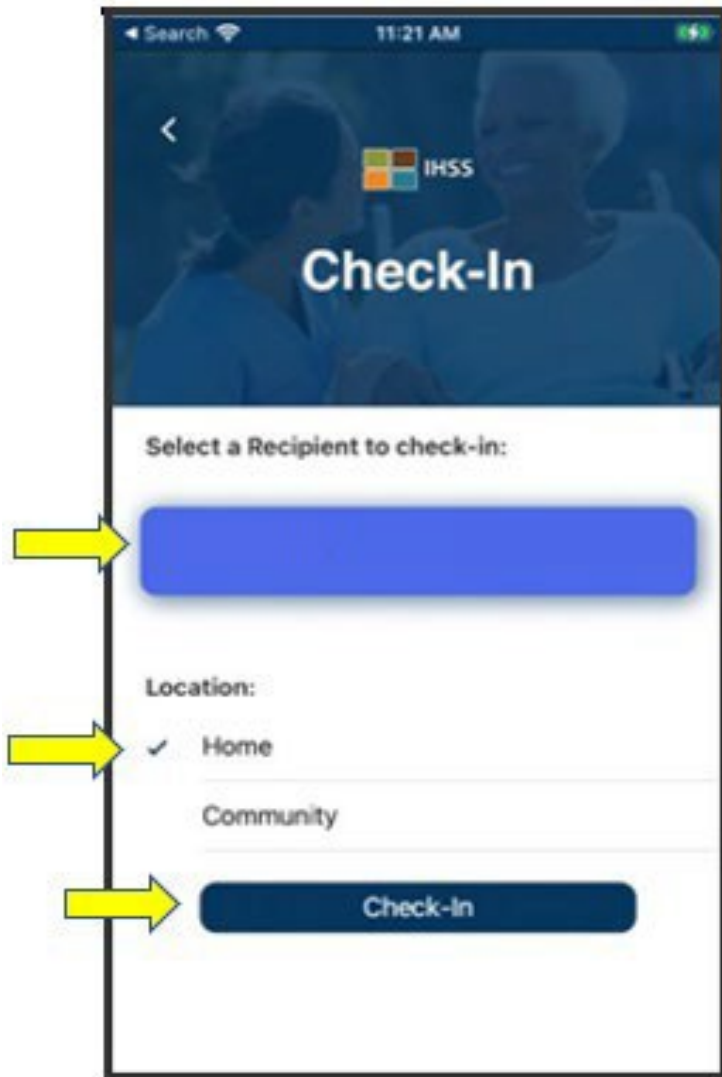 Search 11:21 AM
IHSS
Check-In
Select a Recipient to check-in:
Location:
Home
Community
Check-In